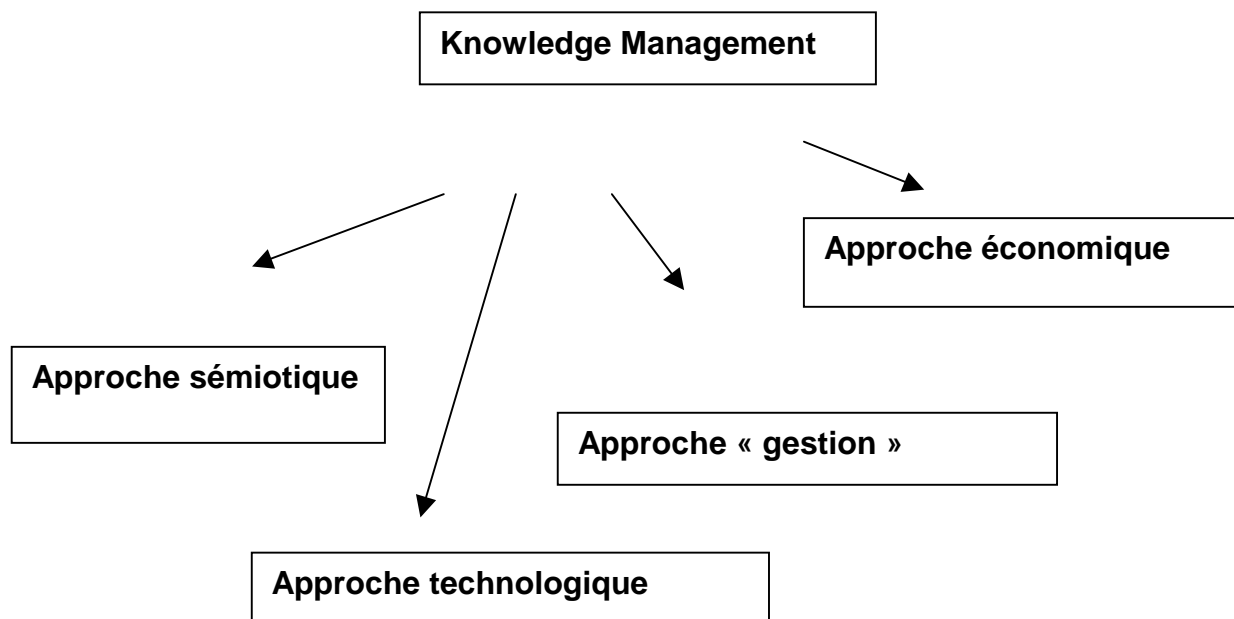 Knowledge Management
Approche économique
Approche sémiotique
Approche « gestion »
Approche technologique